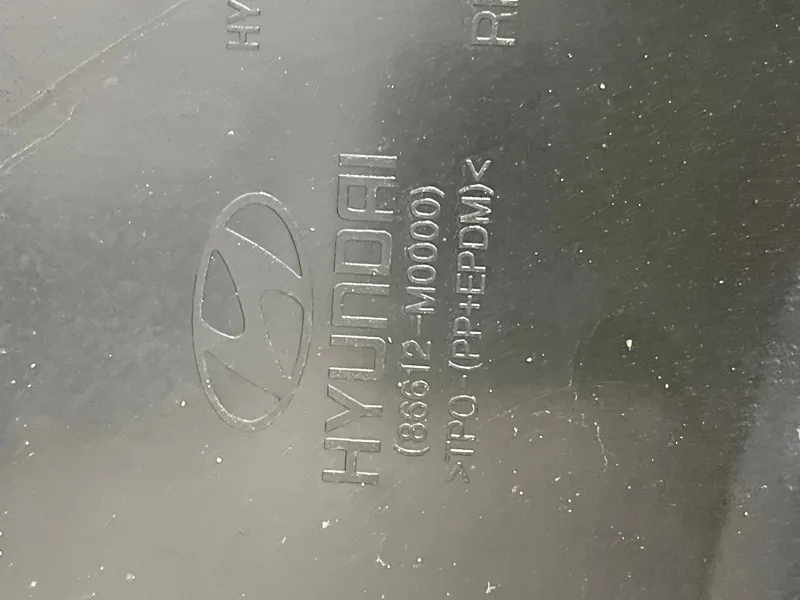 HYUNDAI
(86612-M0000)
>TPO-(PP+EPDM)<